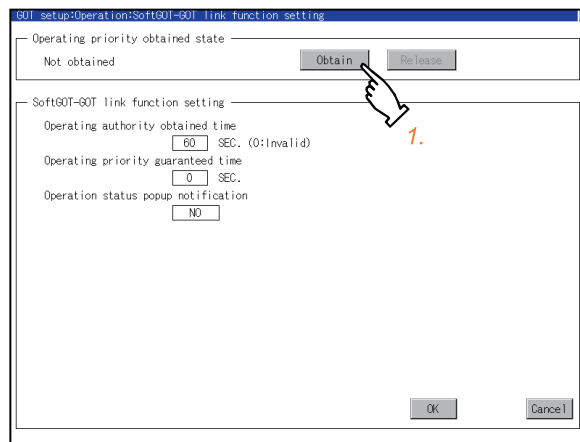 GOT setup:Operation:SoftGOT-GOT link function setting
Operating priority obtained state
Not obtained
Obtain
Release
1.
SoftGOT-GOT link function setting
Operating authority obtained time
60 SEC. (0:Invalid)
Operating priority guaranteed time
0 SEC.
Operation status popup notification
NO
OK
Cancel